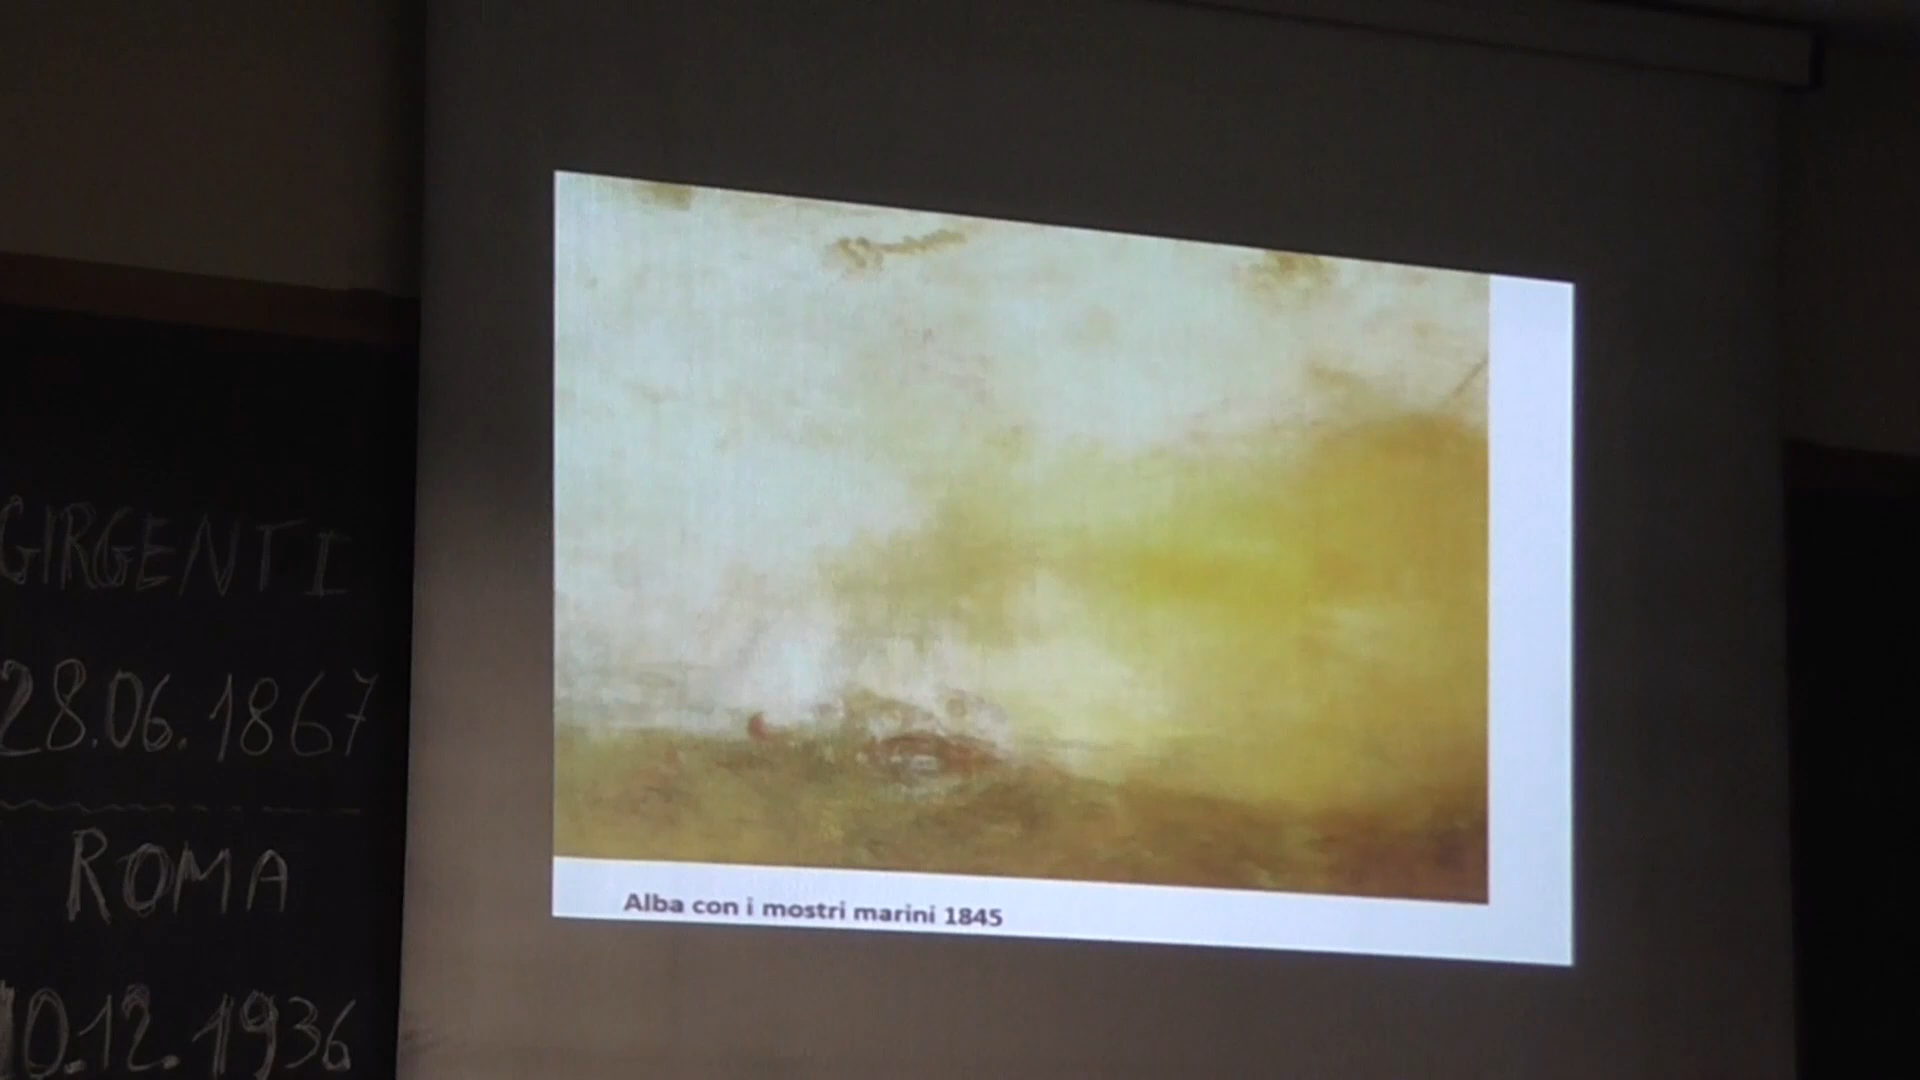 GIRGENTI
28.06.1867
ROMA
10.12.1936
Alba con i mostri marini 1845